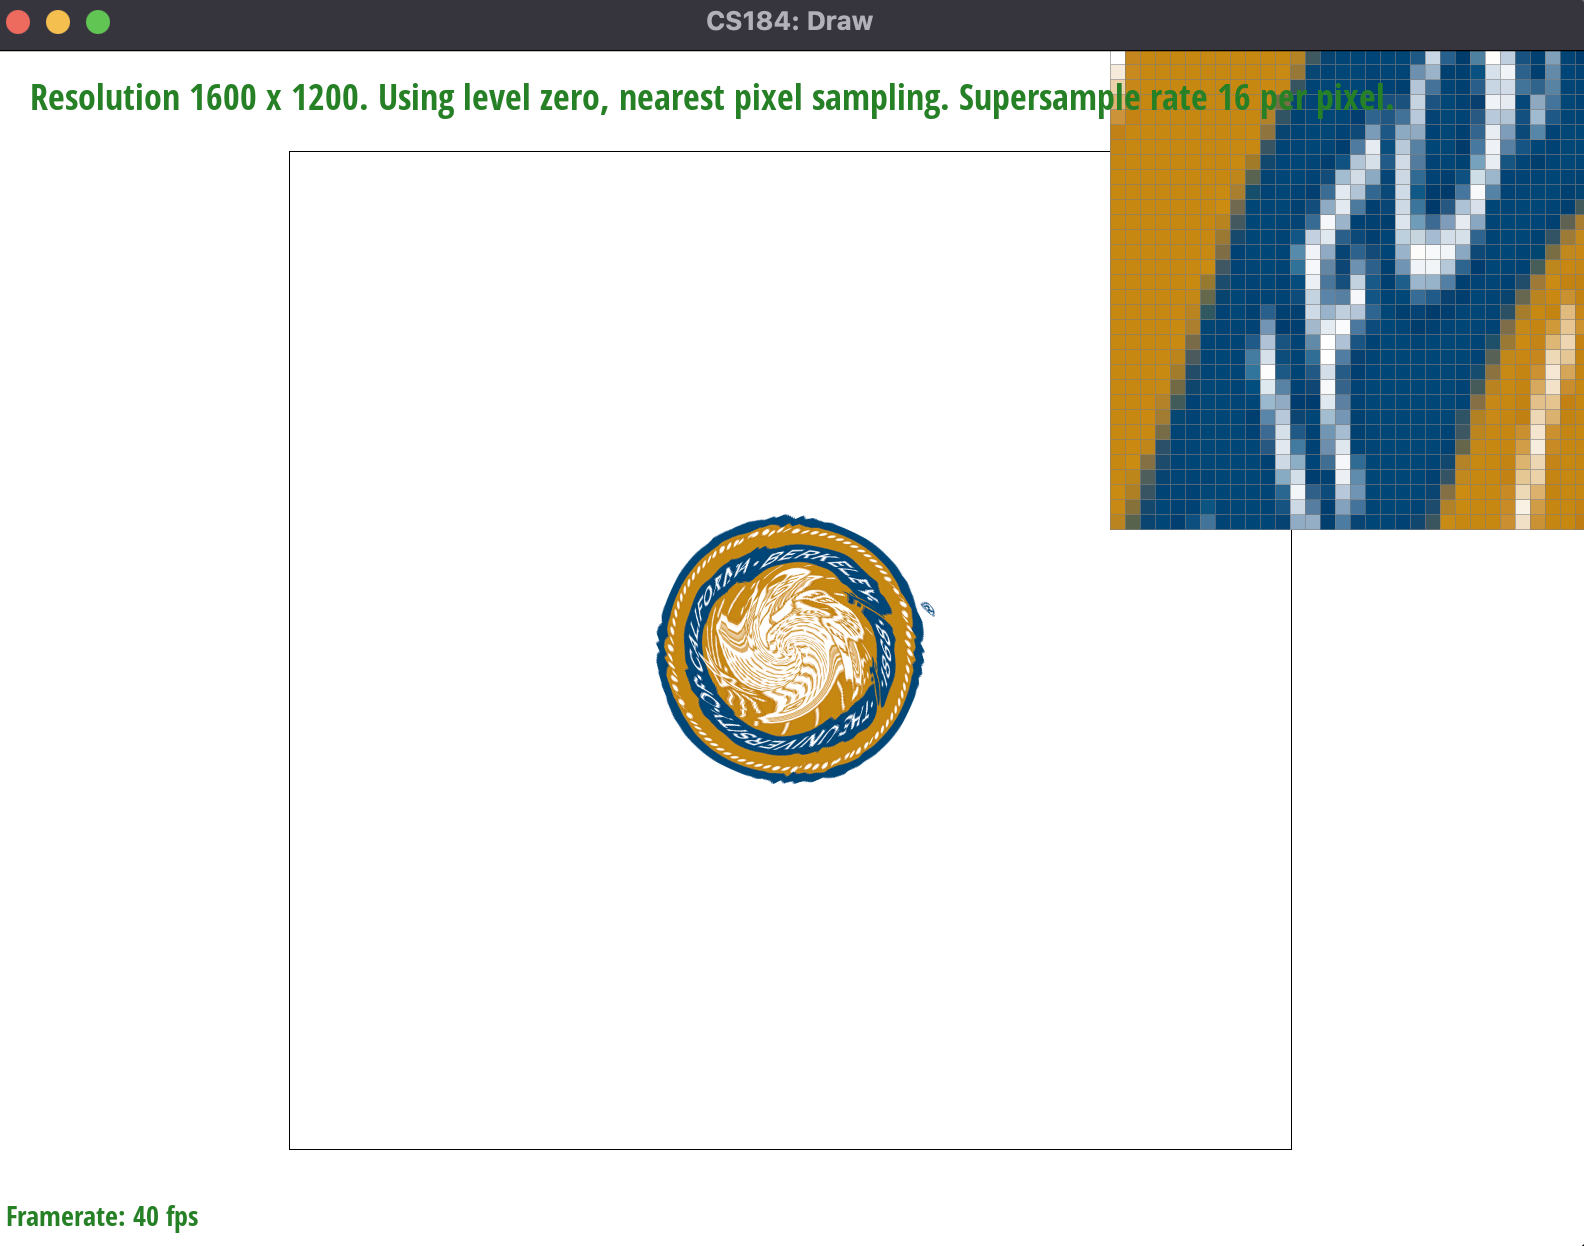 CS184: Draw
Resolution 1600 x 1200. Using level zero, nearest pixel sampling. Supersample rate 16 per pixel.
CALIFORNIA · BERKELEY
· 1868 ·
THE UNIVERSITY OF
®
Framerate: 40 fps